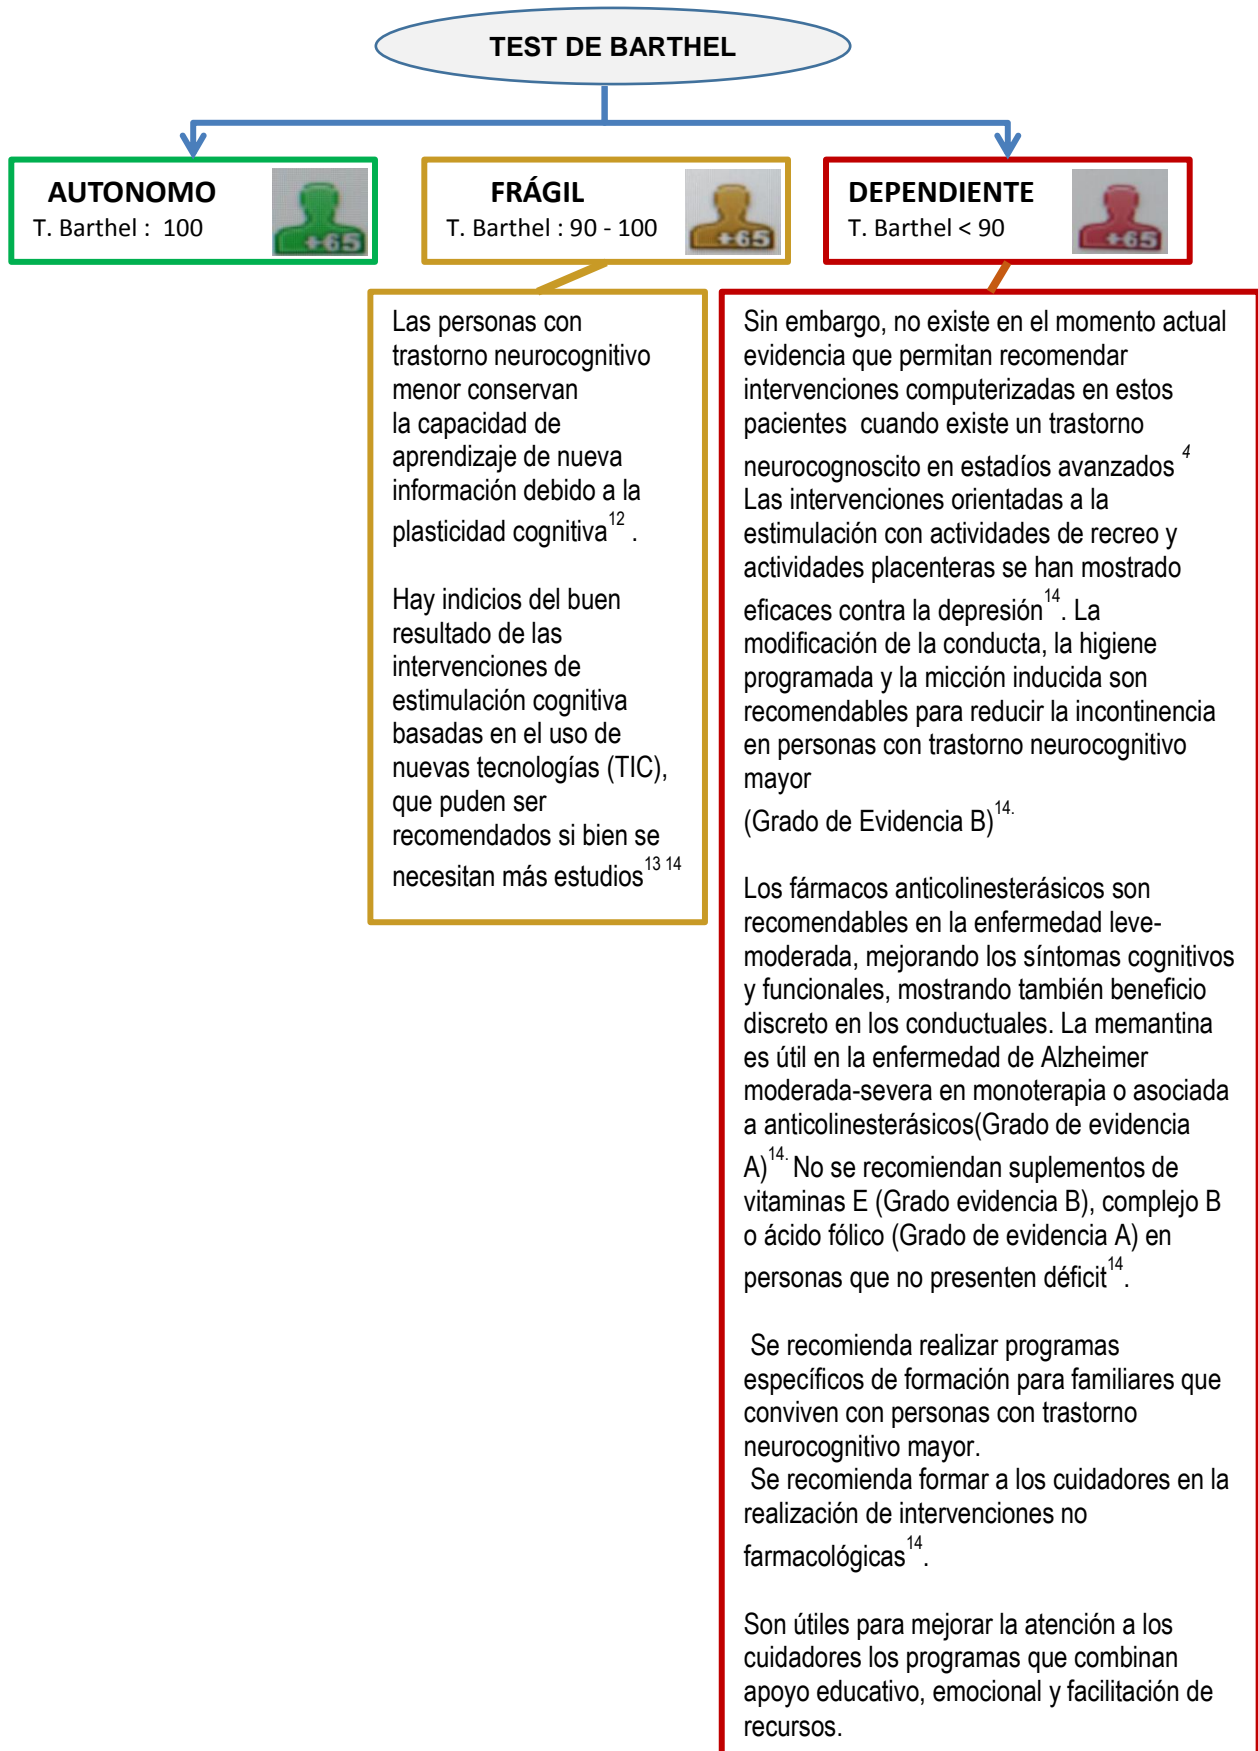 TEST DE BARTHEL
AUTONOMO
T. Barthel : 100
+65
FRÁGIL
T. Barthel : 90 - 100
+65
DEPENDIENTE
T. Barthel < 90
+65
Las personas con
trastorno neurocognitivo
menor conservan
la capacidad de
aprendizaje de nueva
información debido a la
plasticidad cognitiva12 .
Hay indicios del buen
resultado de las
intervenciones de
estimulación cognitiva
basadas en el uso de
nuevas tecnologías (TIC),
que puden ser
recomendados si bien se
necesitan más estudios13 14
Sin embargo, no existe en el momento actual
evidencia que permitan recomendar
intervenciones computerizadas en estos
pacientes cuando existe un trastorno
neurocognoscito en estadíos avanzados 4
Las intervenciones orientadas a la
estimulación con actividades de recreo y
actividades placenteras se han mostrado
eficaces contra la depresión14. La
modificación de la conducta, la higiene
programada y la micción inducida son
recomendables para reducir la incontinencia
en personas con trastorno neurocognitivo
mayor
(Grado de Evidencia B)14.
Los fármacos anticolinesterásicos son
recomendables en la enfermedad leve-
moderada, mejorando los síntomas cognitivos
y funcionales, mostrando también beneficio
discreto en los conductuales. La memantina
es útil en la enfermedad de Alzheimer
moderada-severa en monoterapia o asociada
a anticolinesterásicos(Grado de evidencia
A)14. No se recomiendan suplementos de
vitaminas E (Grado evidencia B), complejo B
o ácido fólico (Grado de evidencia A) en
personas que no presenten déficit14.
Se recomienda realizar programas
específicos de formación para familiares que
conviven con personas con trastorno
neurocognitivo mayor.
Se recomienda formar a los cuidadores en la
realización de intervenciones no
farmacológicas14.
Son útiles para mejorar la atención a los
cuidadores los programas que combinan
apoyo educativo, emocional y facilitación de
recursos.